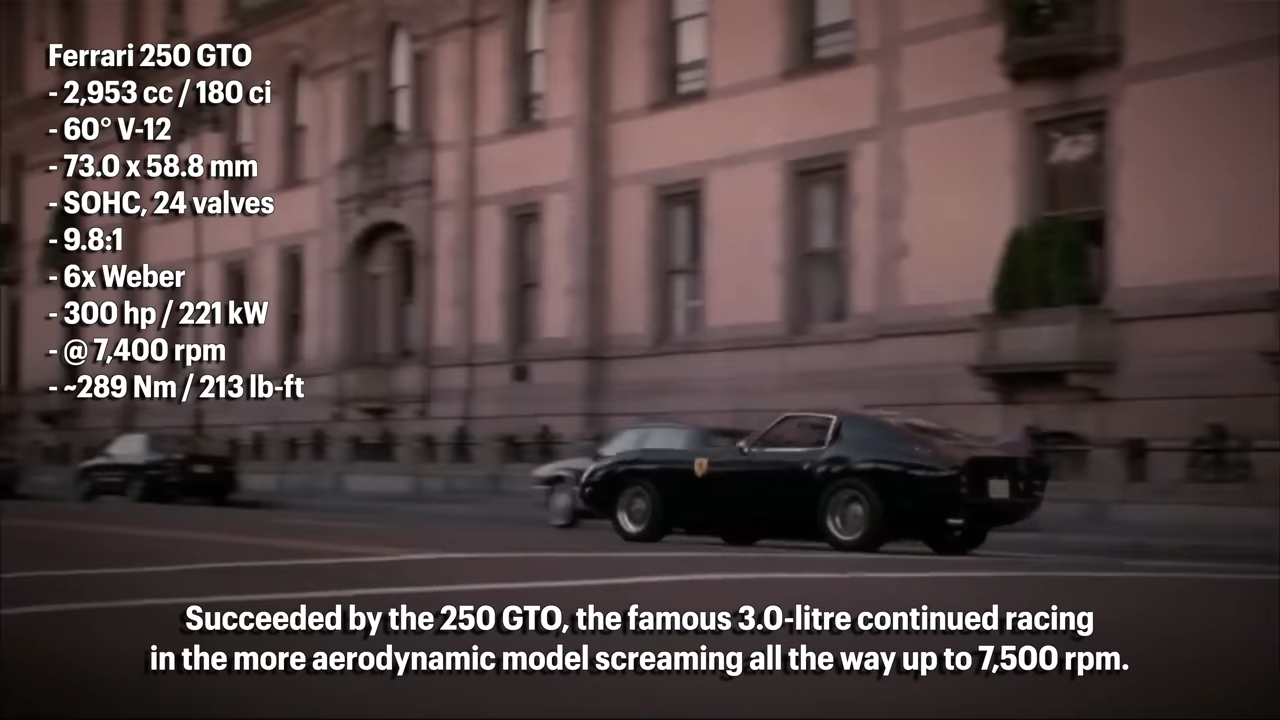 Ferrari 250 GTO
- 2,953 cc / 180 ci
- 60° V-12
- 73.0 x 58.8 mm
- SOHC, 24 valves
- 9.8:1
- 6x Weber
- 300 hp / 221 kW
- @ 7,400 rpm
- ~289 Nm / 213 lb-ft
Succeeded by the 250 GTO, the famous 3.0-litre continued racing
in the more aerodynamic model screaming all the way up to 7,500 rpm.